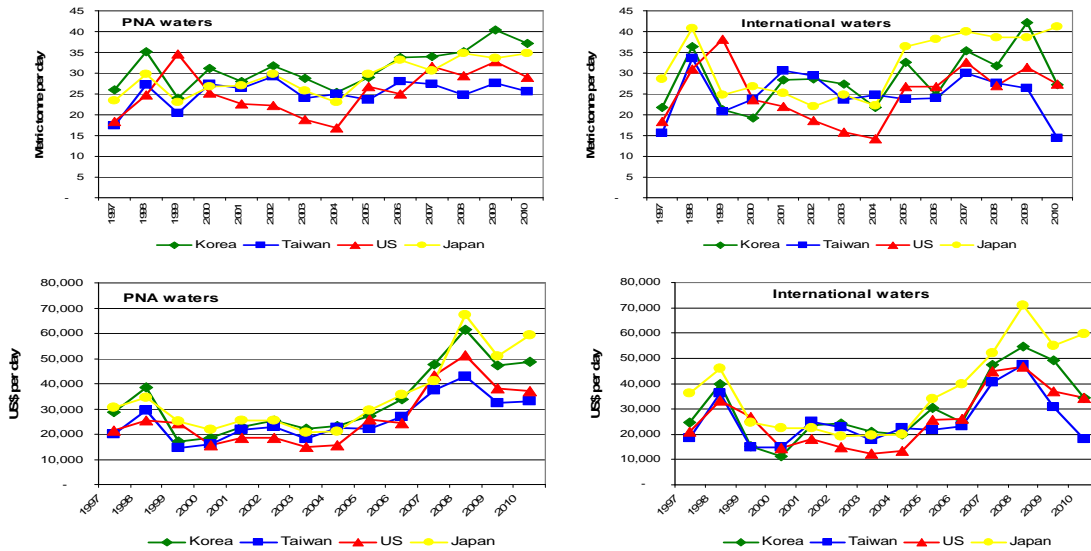 PNA waters
Metric tonne per day
45
40
35
30
25
20
15
10
5
-
1997 1998 1999 2000 2001 2002 2003 2004 2005 2006 2007 2008 2009 2010
Korea Taiwan US Japan
International waters
Metric tonne per day
45
40
35
30
25
20
15
10
5
-
1997 1998 1999 2000 2001 2002 2003 2004 2005 2006 2007 2008 2009 2010
Korea Taiwan US Japan
PNA waters
US$ per day
80,000
70,000
60,000
50,000
40,000
30,000
20,000
10,000
-
1997 1998 1999 2000 2001 2002 2003 2004 2005 2006 2007 2008 2009 2010
Korea Taiwan US Japan
International waters
US$ per day
80,000
70,000
60,000
50,000
40,000
30,000
20,000
10,000
-
1997 1998 1999 2000 2001 2002 2003 2004 2005 2006 2007 2008 2009 2010
Korea Taiwan US Japan